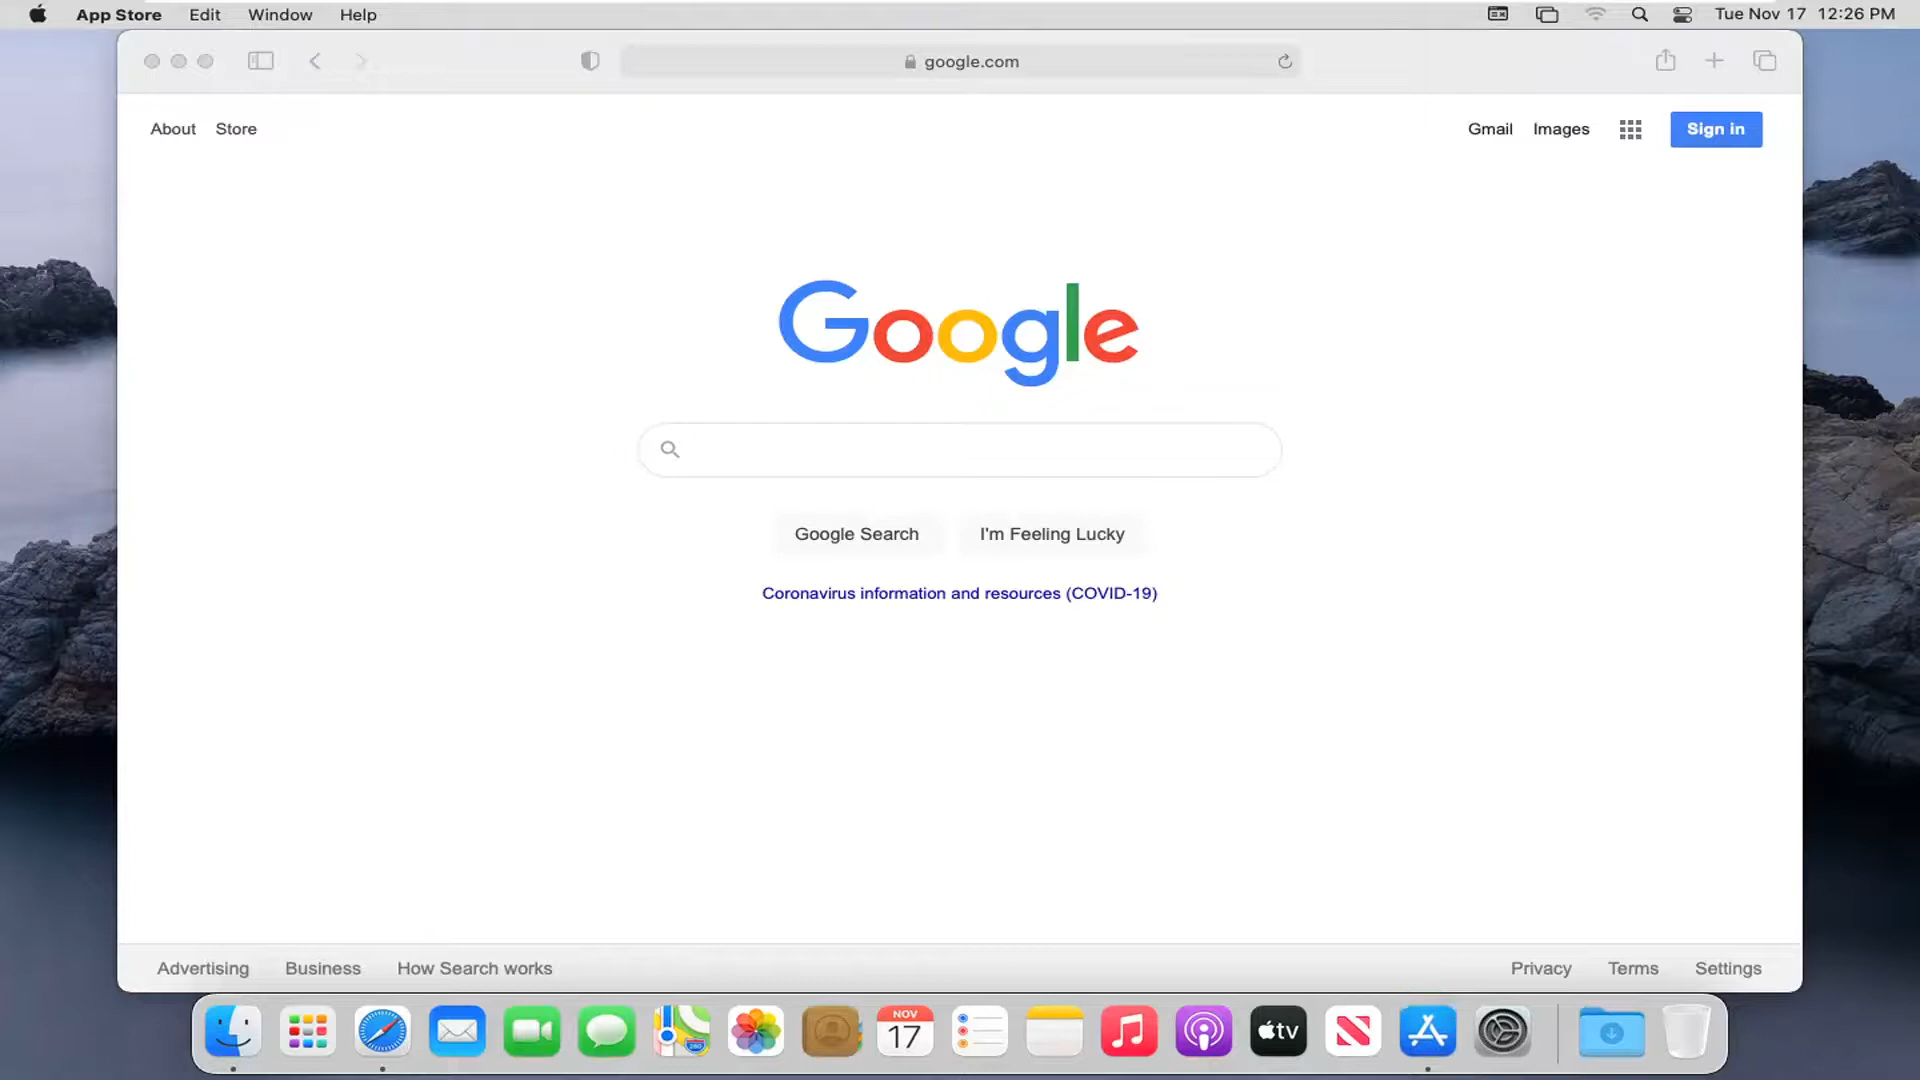 App Store Edit Window Help Tue Nov 17 12:26 PM
google.com
About Store Gmail Images Sign in
Google
Google Search I'm Feeling Lucky
Coronavirus information and resources (COVID-19)
Advertising Business How Search works Privacy Terms Settings
NOV
17
tv
280